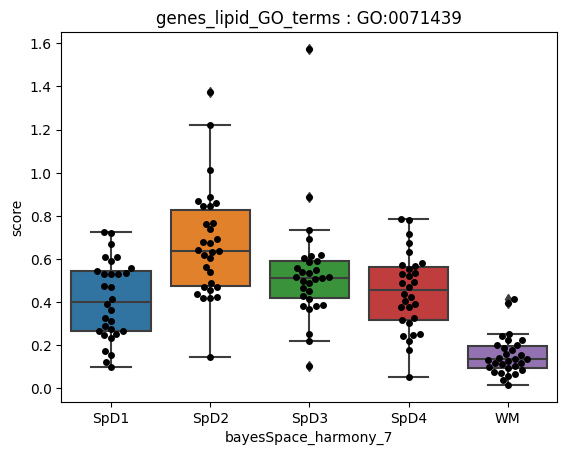 genes_lipid_GO_terms : GO:0071439
score
1.6
1.4
1.2
1.0
0.8
0.6
0.4
0.2
0.0
SpD1 SpD2 SpD3 SpD4 WM
bayesSpace_harmony_7